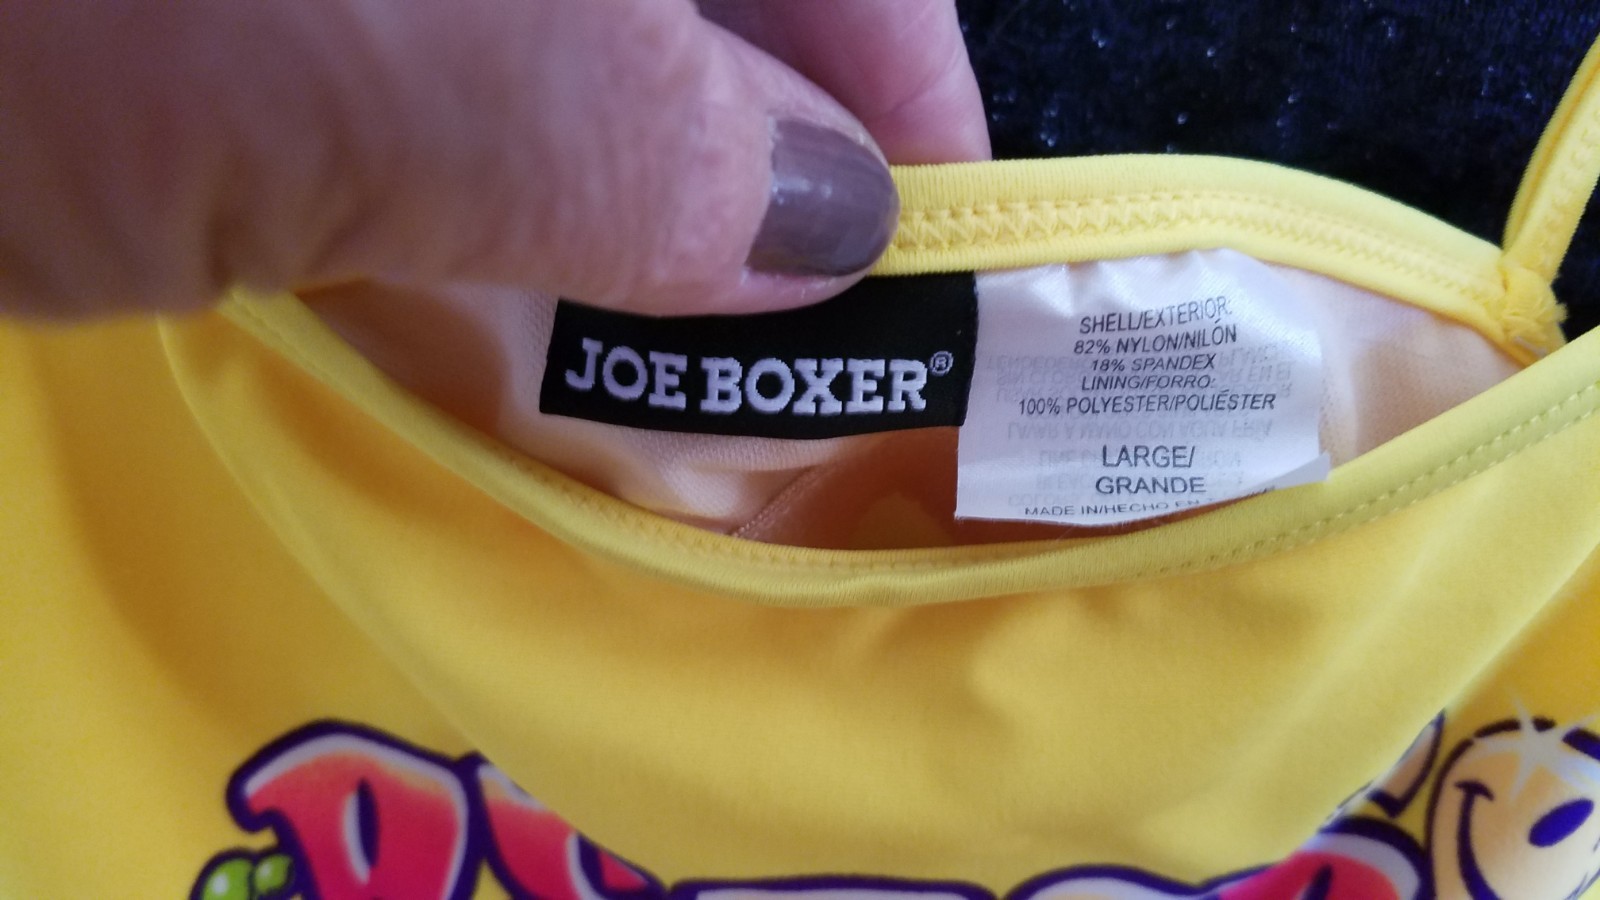 JOE BOXER®
SHELL/EXTERIOR:
82% NYLON/NILÓN
18% SPANDEX
LINING/FORRO:
100% POLYESTER/POLIÉSTER
LARGE/
GRANDE
MADE IN/HECHO EN